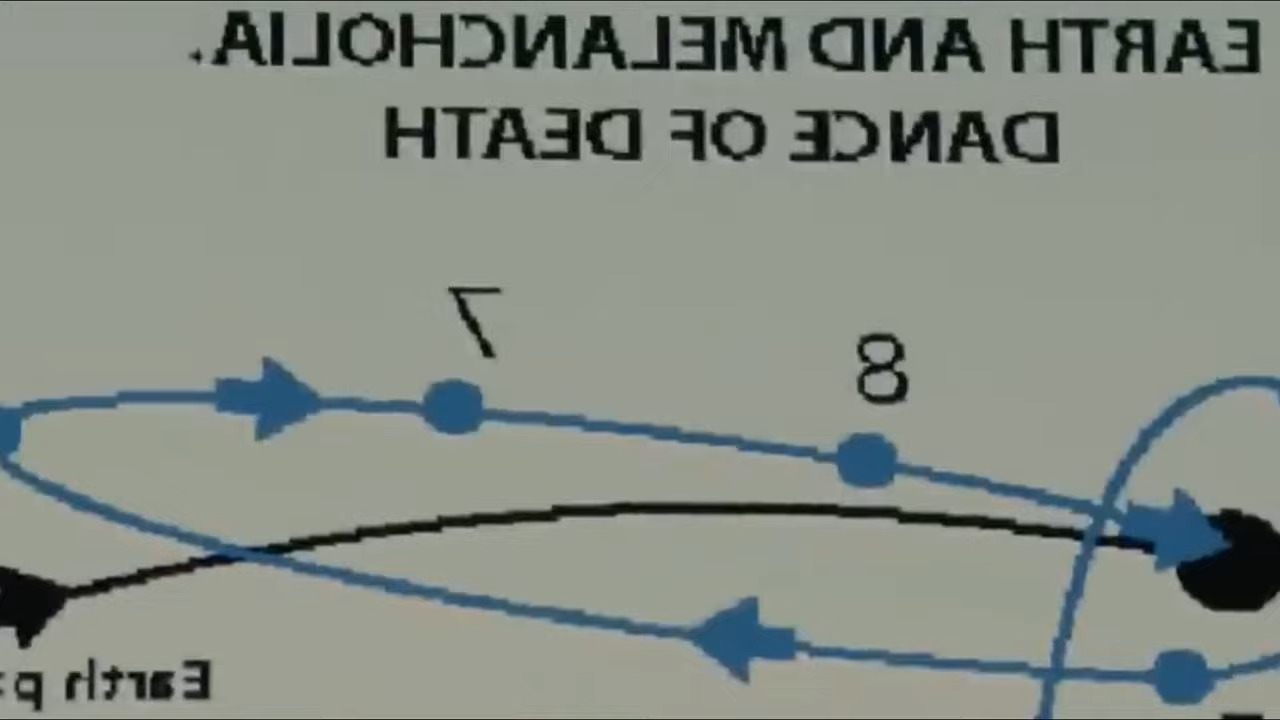 EARTH AND MELANCHOLIA.
DANCE OF DEATH
7
8
Earth